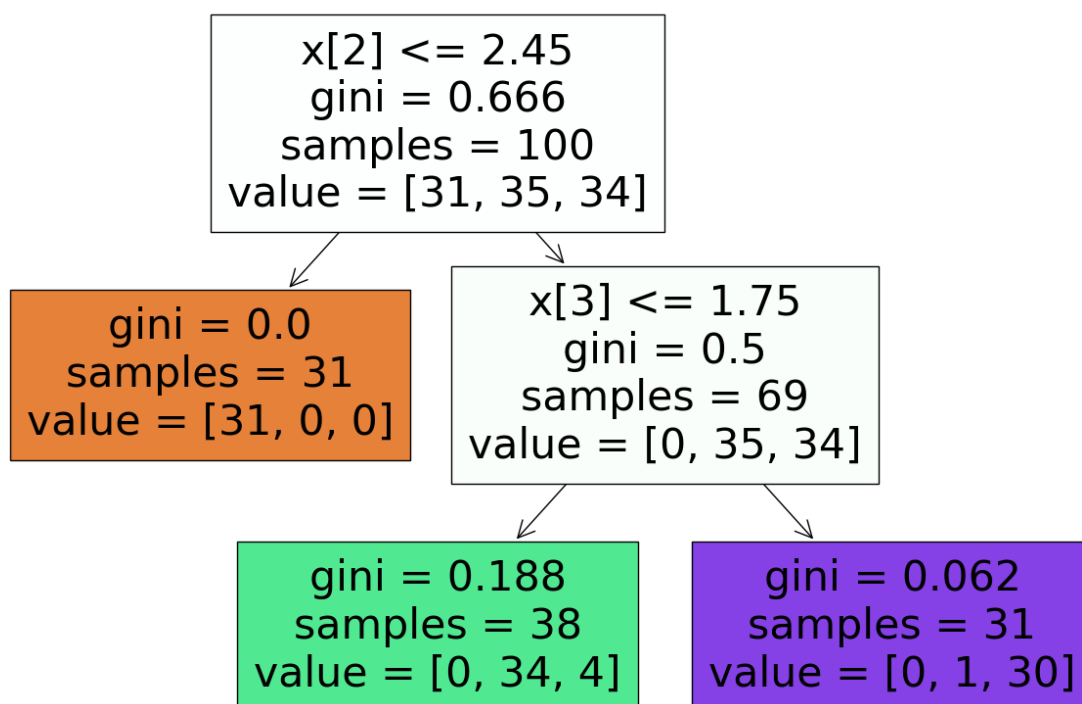 x[2] <= 2.45
gini = 0.666
samples = 100
value = [31, 35, 34]
gini = 0.0
samples = 31
value = [31, 0, 0]
x[3] <= 1.75
gini = 0.5
samples = 69
value = [0, 35, 34]
gini = 0.188
samples = 38
value = [0, 34, 4]
gini = 0.062
samples = 31
value = [0, 1, 30]